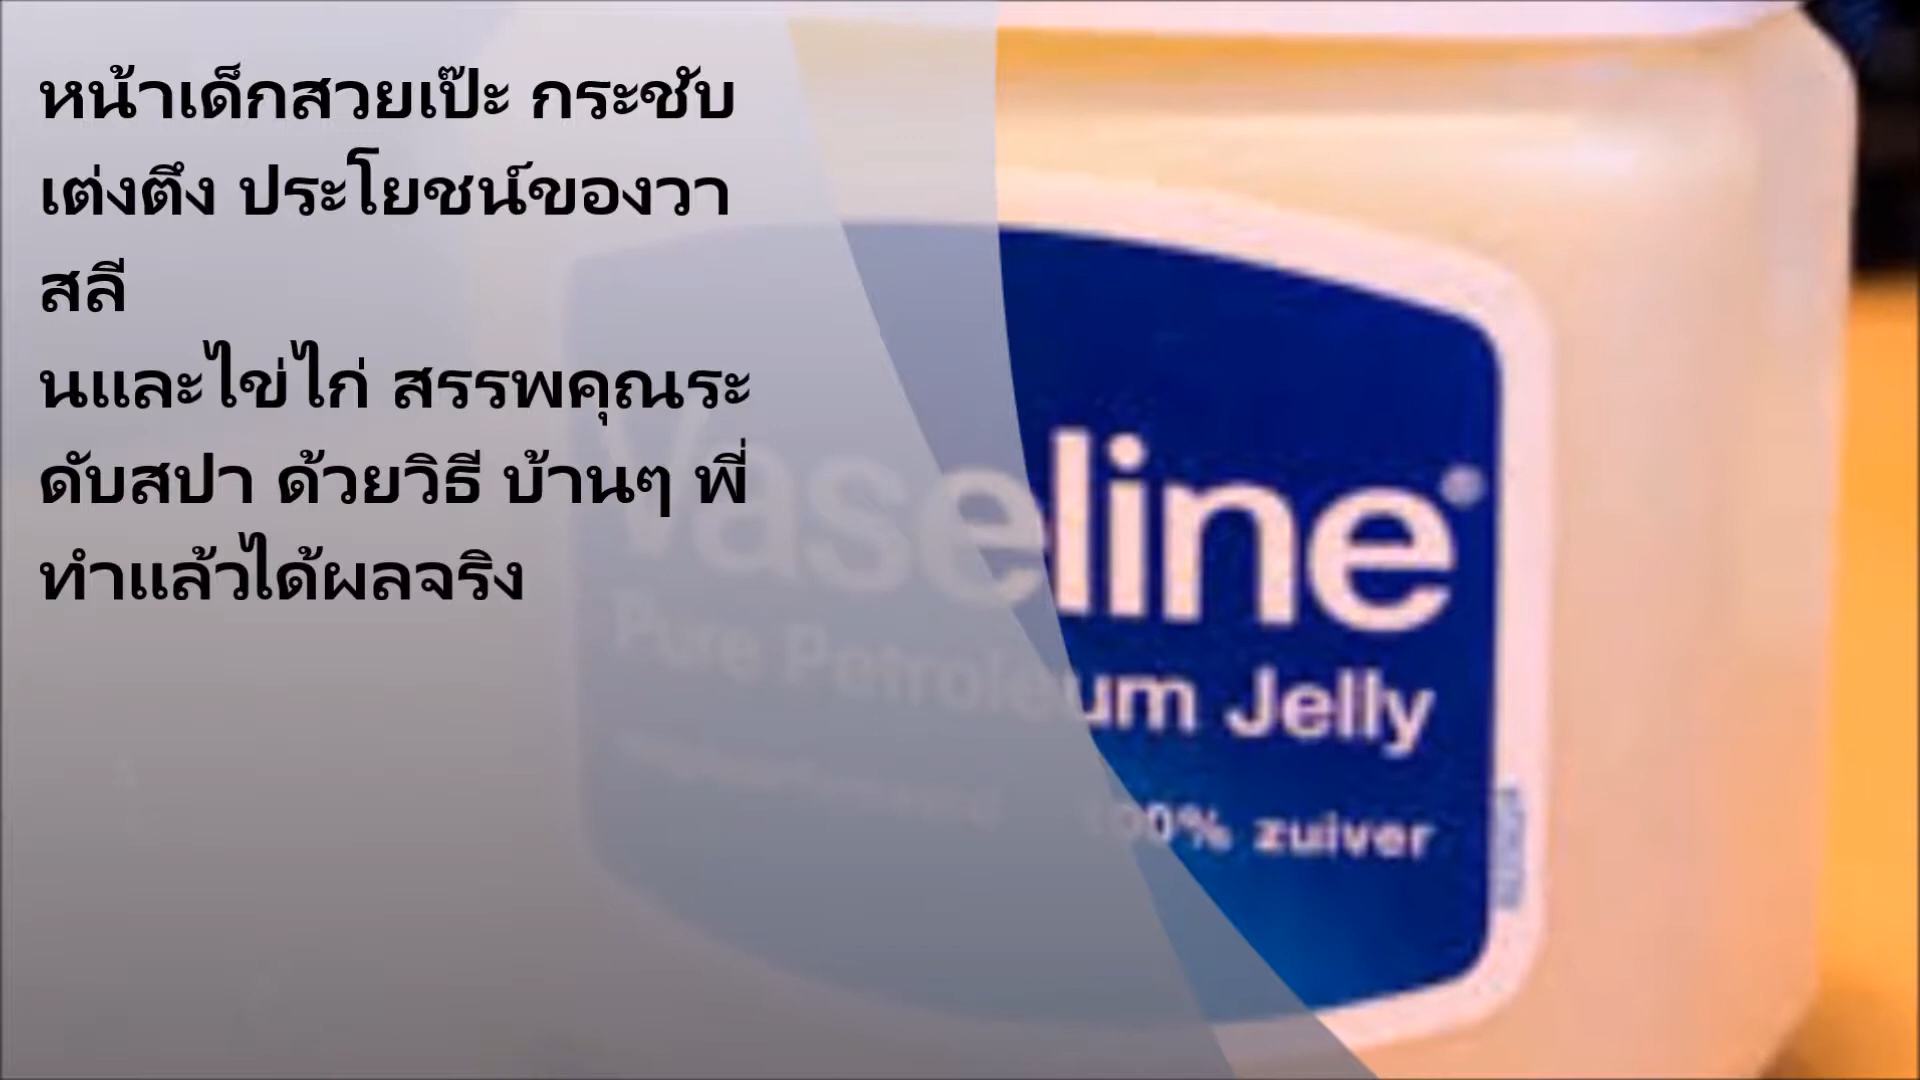 หน้าเด็กสวยเป๊ะ กระชับ
เต่งตึง ประโยชน์ของวา
สลี
นและไข่ไก่ สรรพคุณระ
ดับสปา ด้วยวิธี บ้านๆ พี่
ทำแล้วได้ผลจริง
Vaseline®
Pure Petroleum Jelly
100% zuiver